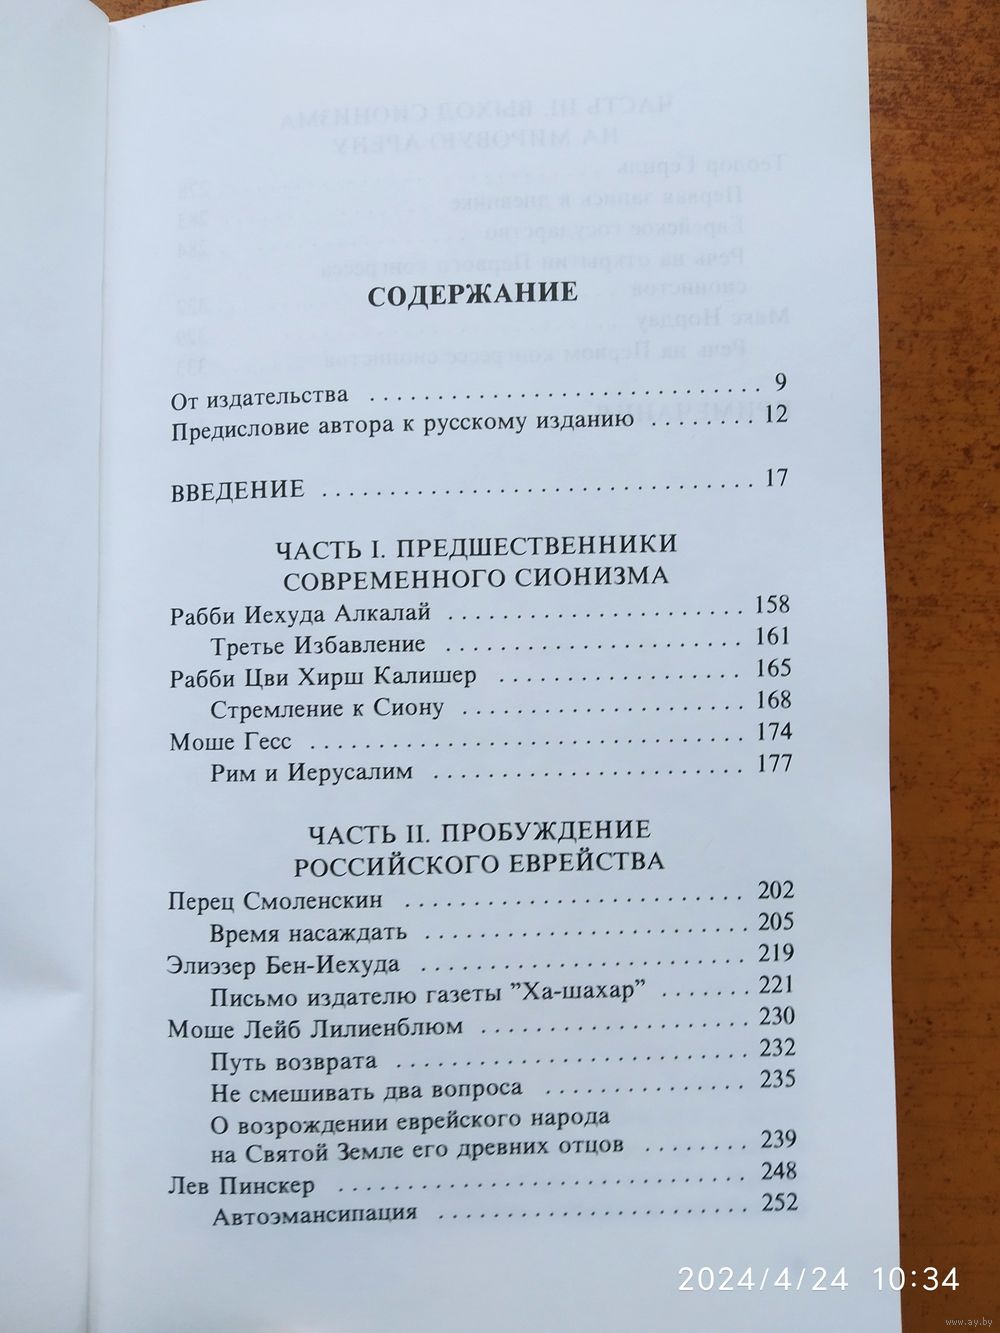 СОДЕРЖАНИЕ
От издательства . . . . . . . . . . . . . . . . . . . . . . . . . . . . . 9
Предисловие автора к русскому изданию . . . . . . . . 12
ВВЕДЕНИЕ . . . . . . . . . . . . . . . . . . . . . . . . . . . . . . . . 17
ЧАСТЬ I. ПРЕДШЕСТВЕННИКИ
СОВРЕМЕННОГО СИОНИЗМА
Рабби Иехуда Алкалай . . . . . . . . . . . . . . . . . . . . . . 158
Третье Избавление . . . . . . . . . . . . . . . . . . . . . . 161
Рабби Цви Хирш Калишер . . . . . . . . . . . . . . . . . . 165
Стремление к Сиону . . . . . . . . . . . . . . . . . . . . . 168
Моше Гесс . . . . . . . . . . . . . . . . . . . . . . . . . . . . . . . . 174
Рим и Иерусалим . . . . . . . . . . . . . . . . . . . . . . . 177
ЧАСТЬ II. ПРОБУЖДЕНИЕ
РОССИЙСКОГО ЕВРЕЙСТВА
Перец Смоленскин . . . . . . . . . . . . . . . . . . . . . . . . . 202
Время насаждать . . . . . . . . . . . . . . . . . . . . . . . . 205
Элиэзер Бен-Иехуда . . . . . . . . . . . . . . . . . . . . . . . . 219
Письмо издателю газеты ”Ха-шахар” . . . . . . . 221
Моше Лейб Лилиенблюм . . . . . . . . . . . . . . . . . . . . 230
Путь возврата . . . . . . . . . . . . . . . . . . . . . . . . . . 232
Не смешивать два вопроса . . . . . . . . . . . . . . . 235
О возрождении еврейского народа
на Святой Земле его древних отцов . . . . . . . . 239
Лев Пинскер . . . . . . . . . . . . . . . . . . . . . . . . . . . . . . 248
Автоэмансипация . . . . . . . . . . . . . . . . . . . . . . . 252
2024/4/24 10:34
www.ay.by